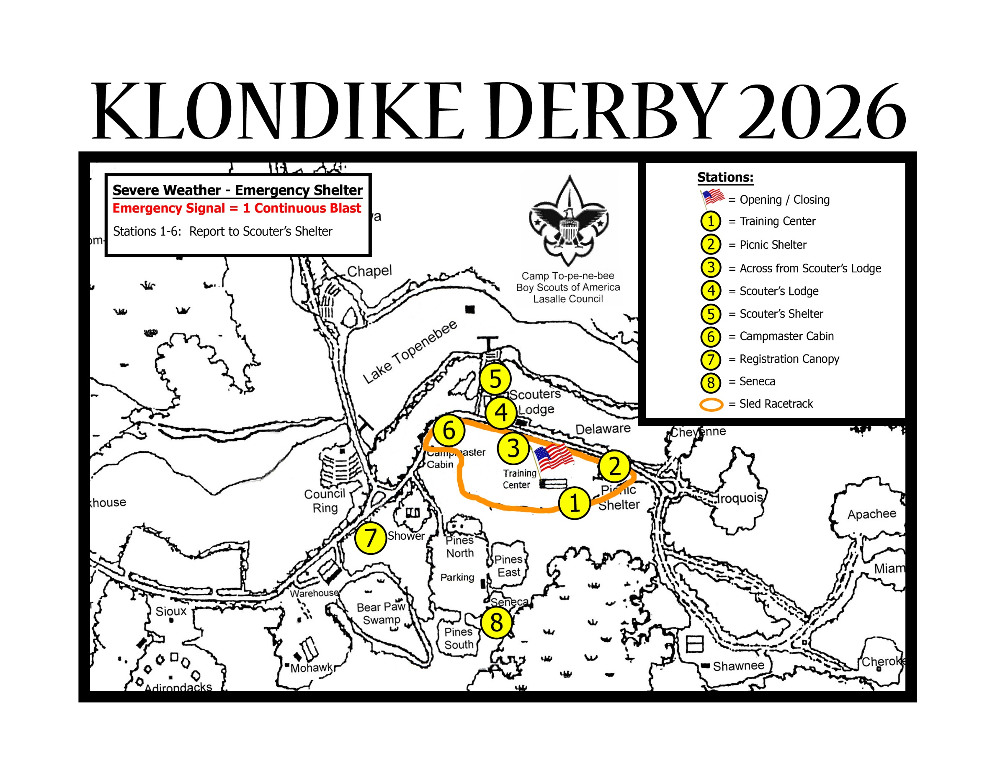 KLONDIKE DERBY 2026
Severe Weather - Emergency Shelter
Emergency Signal = 1 Continuous Blast
Stations 1-6: Report to Scouter's Shelter
Camp To-pe-ne-bee
Boy Scouts of America
Lasalle Council
Stations:
= Opening / Closing
1 = Training Center
2 = Picnic Shelter
3 = Across from Scouter's Lodge
4 = Scouter's Lodge
5 = Scouter's Shelter
6 = Campmaster Cabin
7 = Registration Canopy
8 = Seneca
= Sled Racetrack
Chapel
Lake Topenebee
5
Scouters
Lodge
4
6
Delaware
Cheyenne
3
Campmaster
Cabin
2
Training
Center
Picnic
Shelter
1
Council
Ring
Iroquois
khouse
Apachee
7
Shower
Pines
North
Pines
East
Parking
Miam
Warehouse
Seneca
Sioux
Bear Paw
Swamp
8
Pines
South
Mohawk
Shawnee
Cheroke
Adirondacks